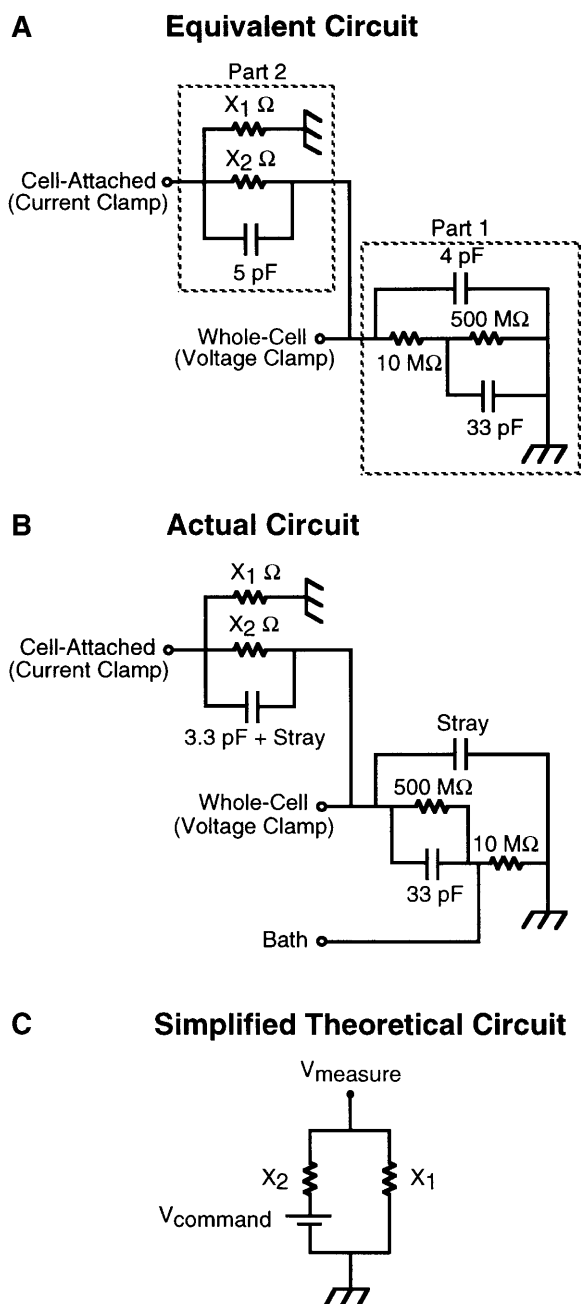 A Equivalent Circuit
Part 2
X1 Ω
X2 Ω
Cell-Attached
(Current Clamp)
5 pF
Part 1
4 pF
500 MΩ
Whole-Cell
(Voltage Clamp)
10 MΩ
33 pF
B Actual Circuit
X1 Ω
X2 Ω
Cell-Attached
(Current Clamp)
3.3 pF + Stray
Stray
500 MΩ
Whole-Cell
(Voltage Clamp)
10 MΩ
33 pF
Bath
C Simplified Theoretical Circuit
Vmeasure
X2
X1
Vcommand